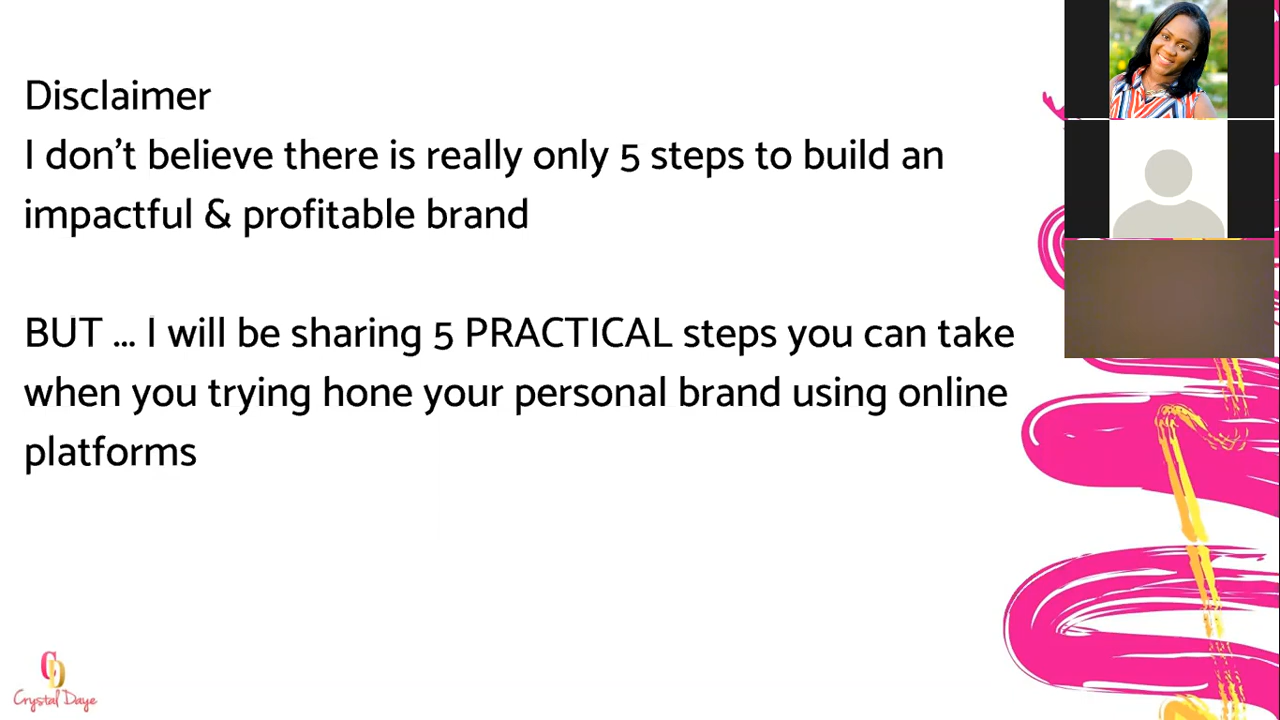 Disclaimer
I don't believe there is really only 5 steps to build an
impactful & profitable brand
BUT ... I will be sharing 5 PRACTICAL steps you can take
when you trying hone your personal brand using online
platforms
CD
Crystal Daye